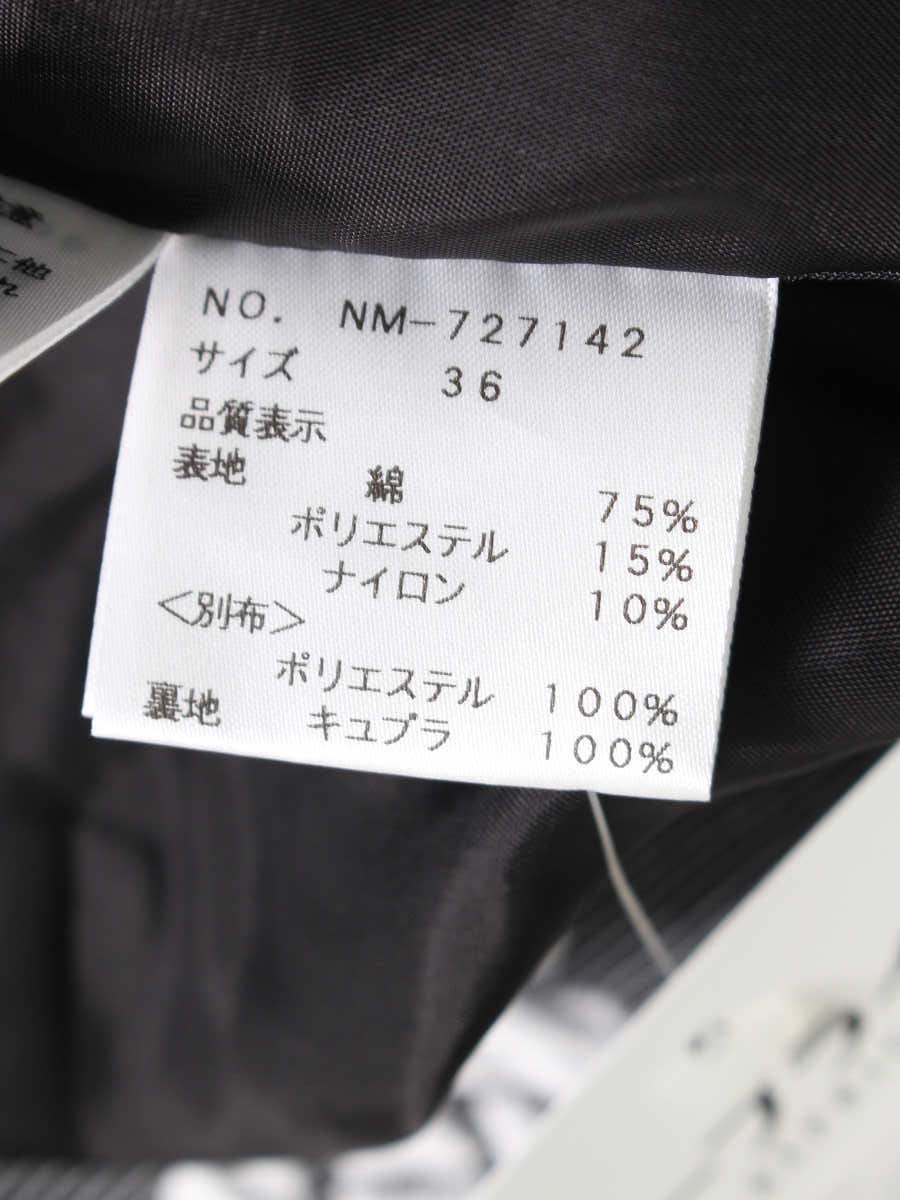 NO. NM-727142
サイズ 36
品質表示
表地 綿 75%
ポリエステル 15%
ナイロン 10%
<別布>
ポリエステル 100%
裏地 キュプラ 100%